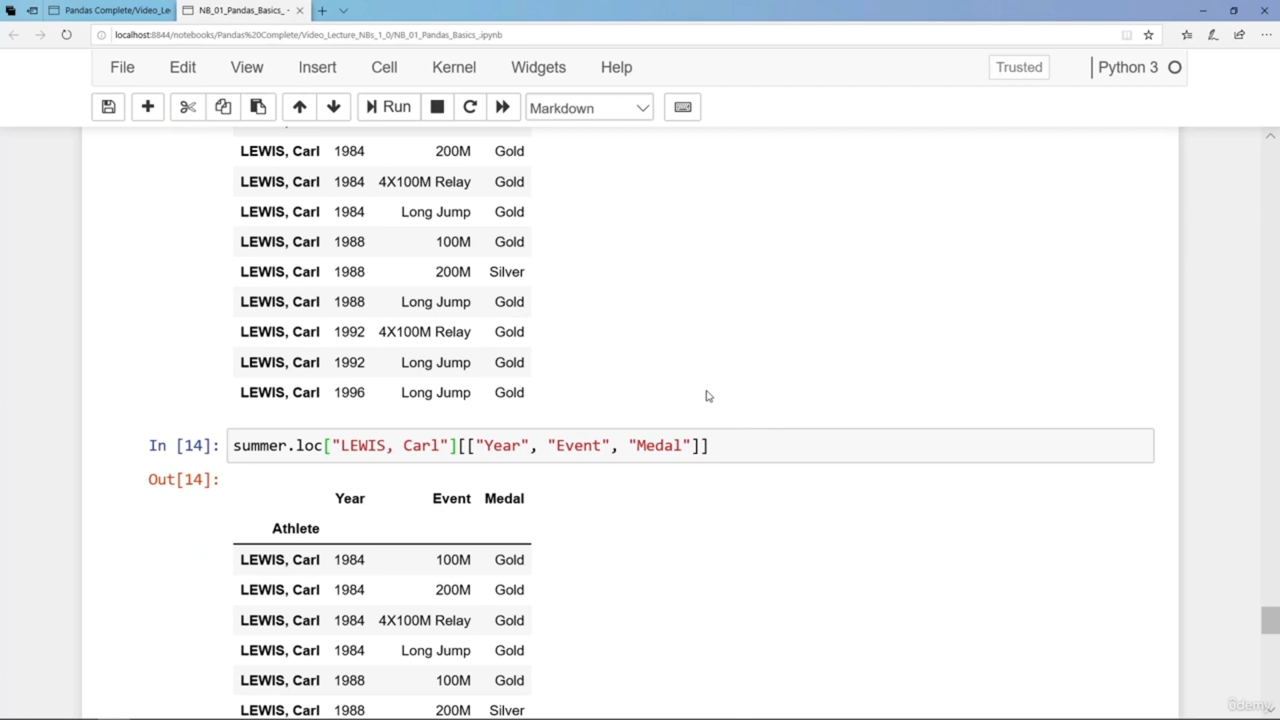 Pandas Complete/Video_Le
NB_01_Pandas_Basics_ -
localhost:8844/notebooks/Pandas%20Complete/Video_Lecture_NBs_1_0/NB_01_Pandas_Basics_.ipynb
File Edit View Insert Cell Kernel Widgets Help Trusted Python 3
Run Markdown
LEWIS, Carl 1984 200M Gold
LEWIS, Carl 1984 4X100M Relay Gold
LEWIS, Carl 1984 Long Jump Gold
LEWIS, Carl 1988 100M Gold
LEWIS, Carl 1988 200M Silver
LEWIS, Carl 1988 Long Jump Gold
LEWIS, Carl 1992 4X100M Relay Gold
LEWIS, Carl 1992 Long Jump Gold
LEWIS, Carl 1996 Long Jump Gold
In [14]: summer.loc["LEWIS, Carl"][["Year", "Event", "Medal"]]
Out[14]:
Year Event Medal
Athlete
LEWIS, Carl 1984 100M Gold
LEWIS, Carl 1984 200M Gold
LEWIS, Carl 1984 4X100M Relay Gold
LEWIS, Carl 1984 Long Jump Gold
LEWIS, Carl 1988 100M Gold
LEWIS, Carl 1988 200M Silver
ûdemy